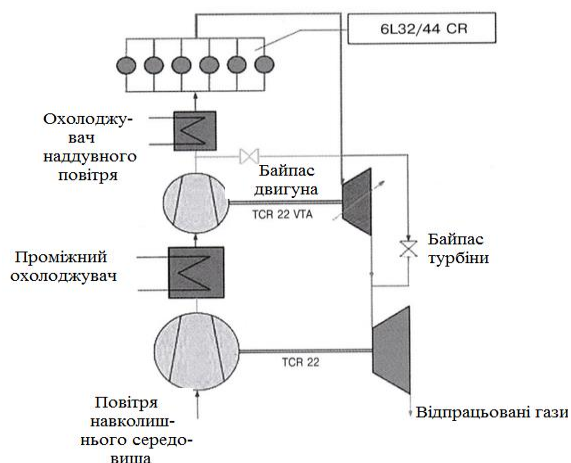 6L32/44 CR
Охолоджу-
вач
наддувного
повітря
Байпас
двигуна
TCR 22 VTA
Байпас
турбіни
Проміжний
охолоджувач
TCR 22
Повітря
навколиш-
нього середо-
вища
Відпрацьовані гази